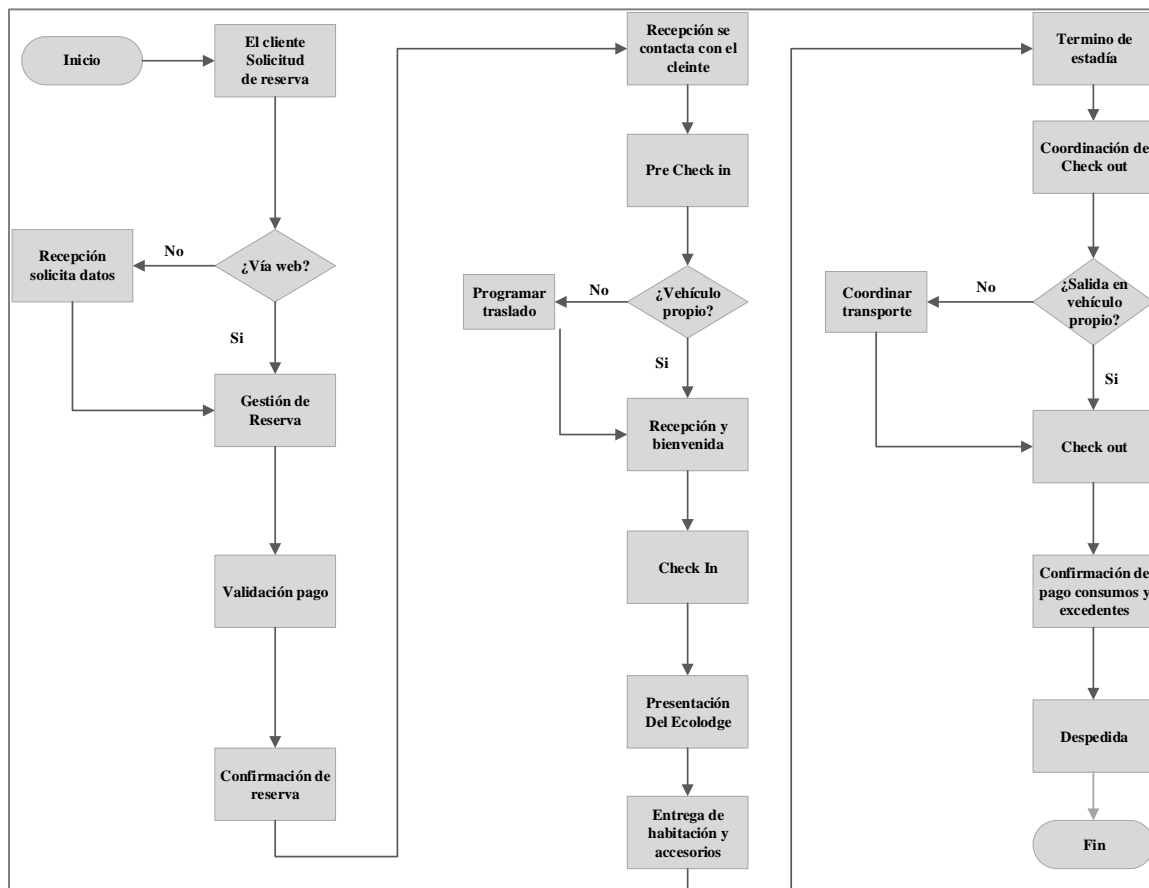 Inicio
El cliente
Solicitud
de reserva
¿Vía web?
No
Recepción
solicita datos
Si
Gestión de
Reserva
Validación pago
Confirmación de
reserva
Recepción se
contacta con el
cleinte
Pre Check in
¿Vehículo
propio?
No
Programar
traslado
Si
Recepción y
bienvenida
Check In
Presentación
Del Ecolodge
Entrega de
habitación y
accesorios
Termino de
estadía
Coordinación de
Check out
¿Salida en
vehículo
propio?
No
Coordinar
transporte
Si
Check out
Confirmación de
pago consumos y
excedentes
Despedida
Fin